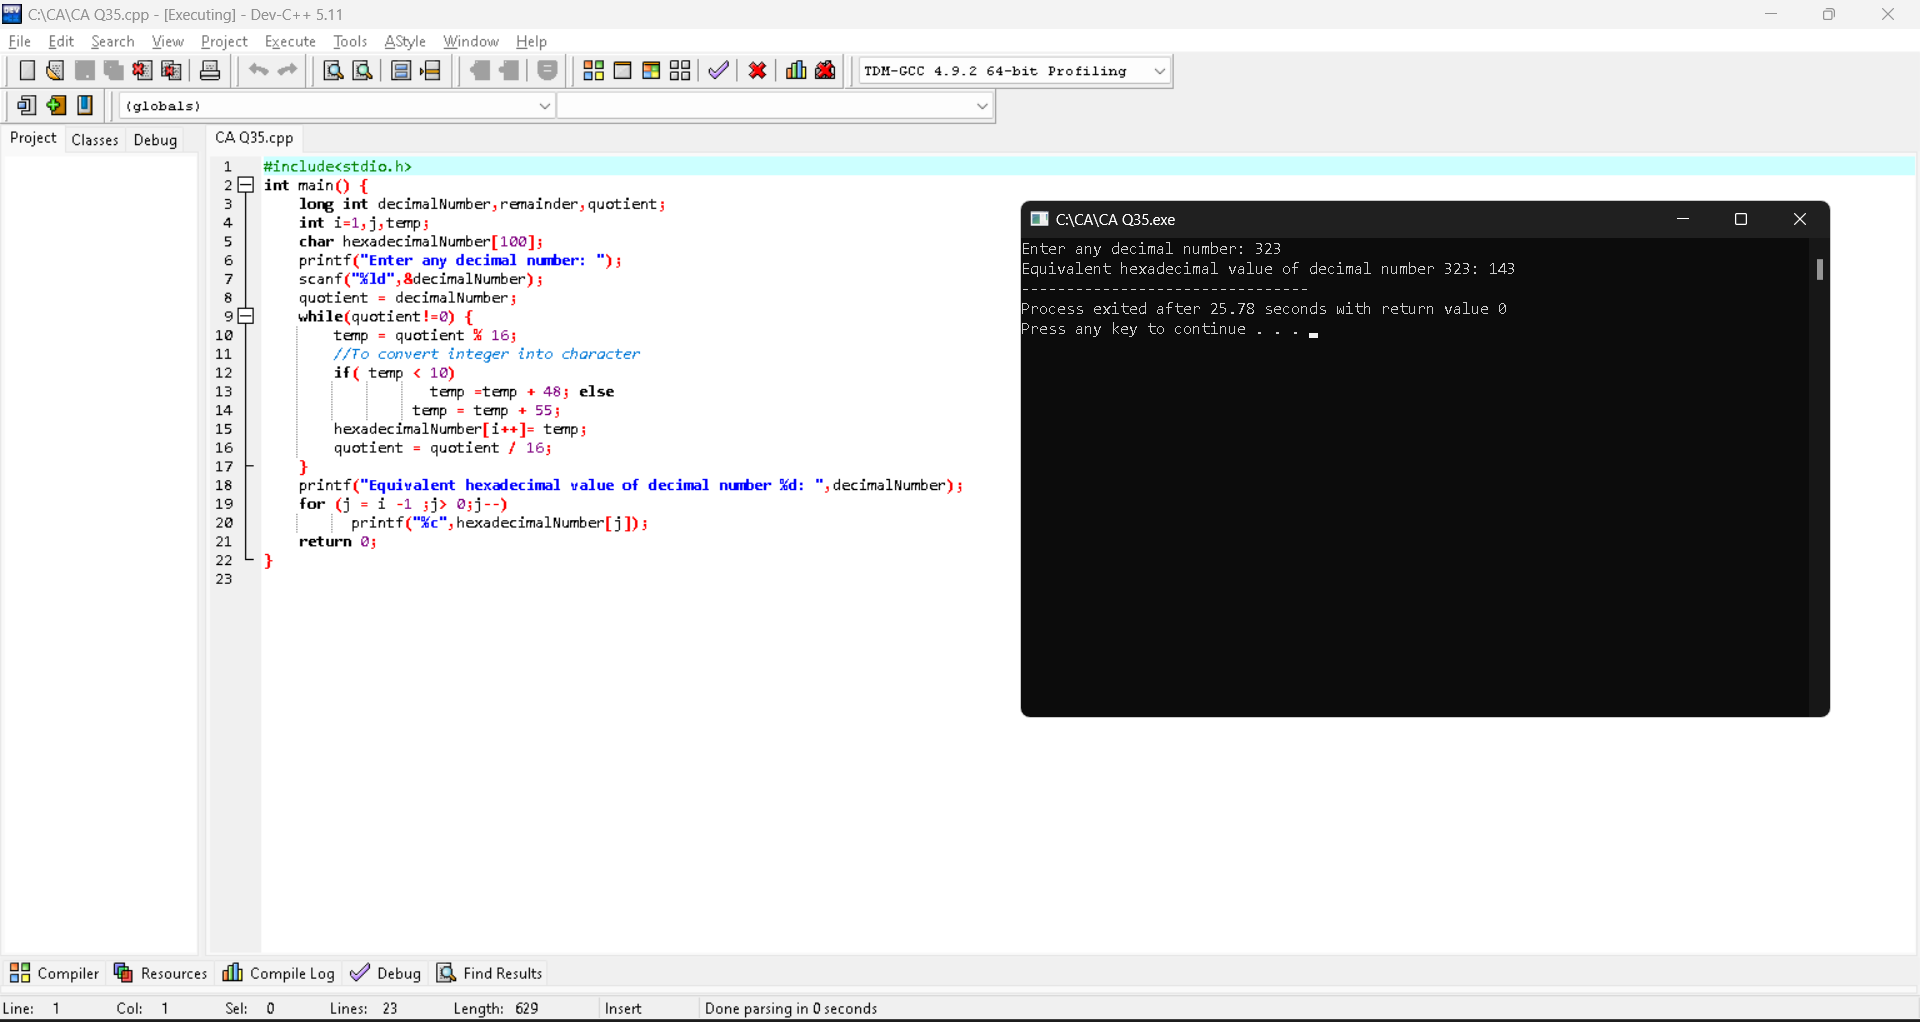 C:\CA\CA Q35.cpp - [Executing] - Dev-C++ 5.11
File Edit Search View Project Execute Tools AStyle Window Help
TDM-GCC 4.9.2 64-bit Profiling
(globals)
Project Classes Debug
CA Q35.cpp
1 #include<stdio.h>
2 int main() {
3 long int decimalNumber,remainder,quotient;
4 int i=1,j,temp;
5 char hexadecimalNumber[100];
6 printf("Enter any decimal number: ");
7 scanf("%ld",&decimalNumber);
8 quotient = decimalNumber;
9 while(quotient!=0) {
10 temp = quotient % 16;
11 //To convert integer into character
12 if( temp < 10)
13 temp =temp + 48; else
14 temp = temp + 55;
15 hexadecimalNumber[i++]= temp;
16 quotient = quotient / 16;
17 }
18 printf("Equivalent hexadecimal value of decimal number %d: ",decimalNumber);
19 for (j = i -1 ;j> 0;j--)
20 printf("%c",hexadecimalNumber[j]);
21 return 0;
22 }
23
C:\CA\CA Q35.exe
Enter any decimal number: 323
Equivalent hexadecimal value of decimal number 323: 143
--------------------------------
Process exited after 25.78 seconds with return value 0
Press any key to continue . . .
Compiler Resources Compile Log Debug Find Results
Line: 1 Col: 1 Sel: 0 Lines: 23 Length: 629 Insert Done parsing in 0 seconds